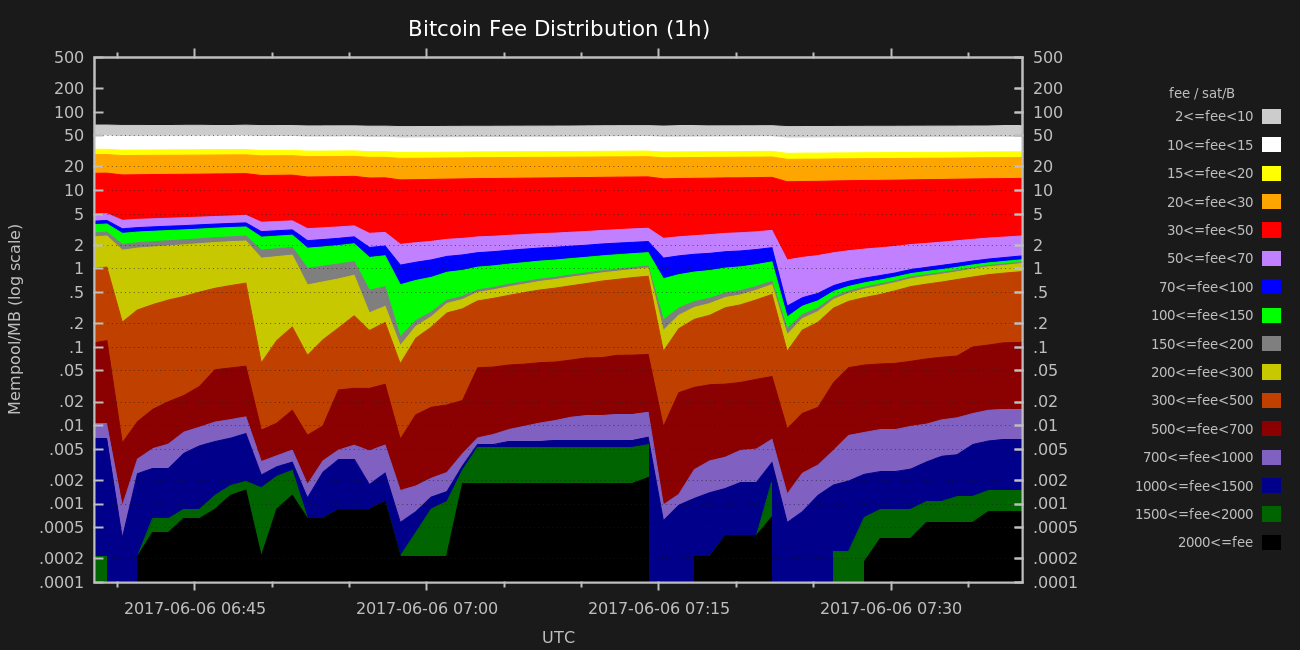 Bitcoin Fee Distribution (1h)
Mempool/MB (log scale)
500
200
100
50
20
10
5
2
1
.5
.2
.1
.05
.02
.01
.005
.002
.001
.0005
.0002
.0001
500
200
100
50
20
10
5
2
1
.5
.2
.1
.05
.02
.01
.005
.002
.001
.0005
.0002
.0001
2017-06-06 06:45
2017-06-06 07:00
2017-06-06 07:15
2017-06-06 07:30
UTC
fee / sat/B
2<=fee<10
10<=fee<15
15<=fee<20
20<=fee<30
30<=fee<50
50<=fee<70
70<=fee<100
100<=fee<150
150<=fee<200
200<=fee<300
300<=fee<500
500<=fee<700
700<=fee<1000
1000<=fee<1500
1500<=fee<2000
2000<=fee